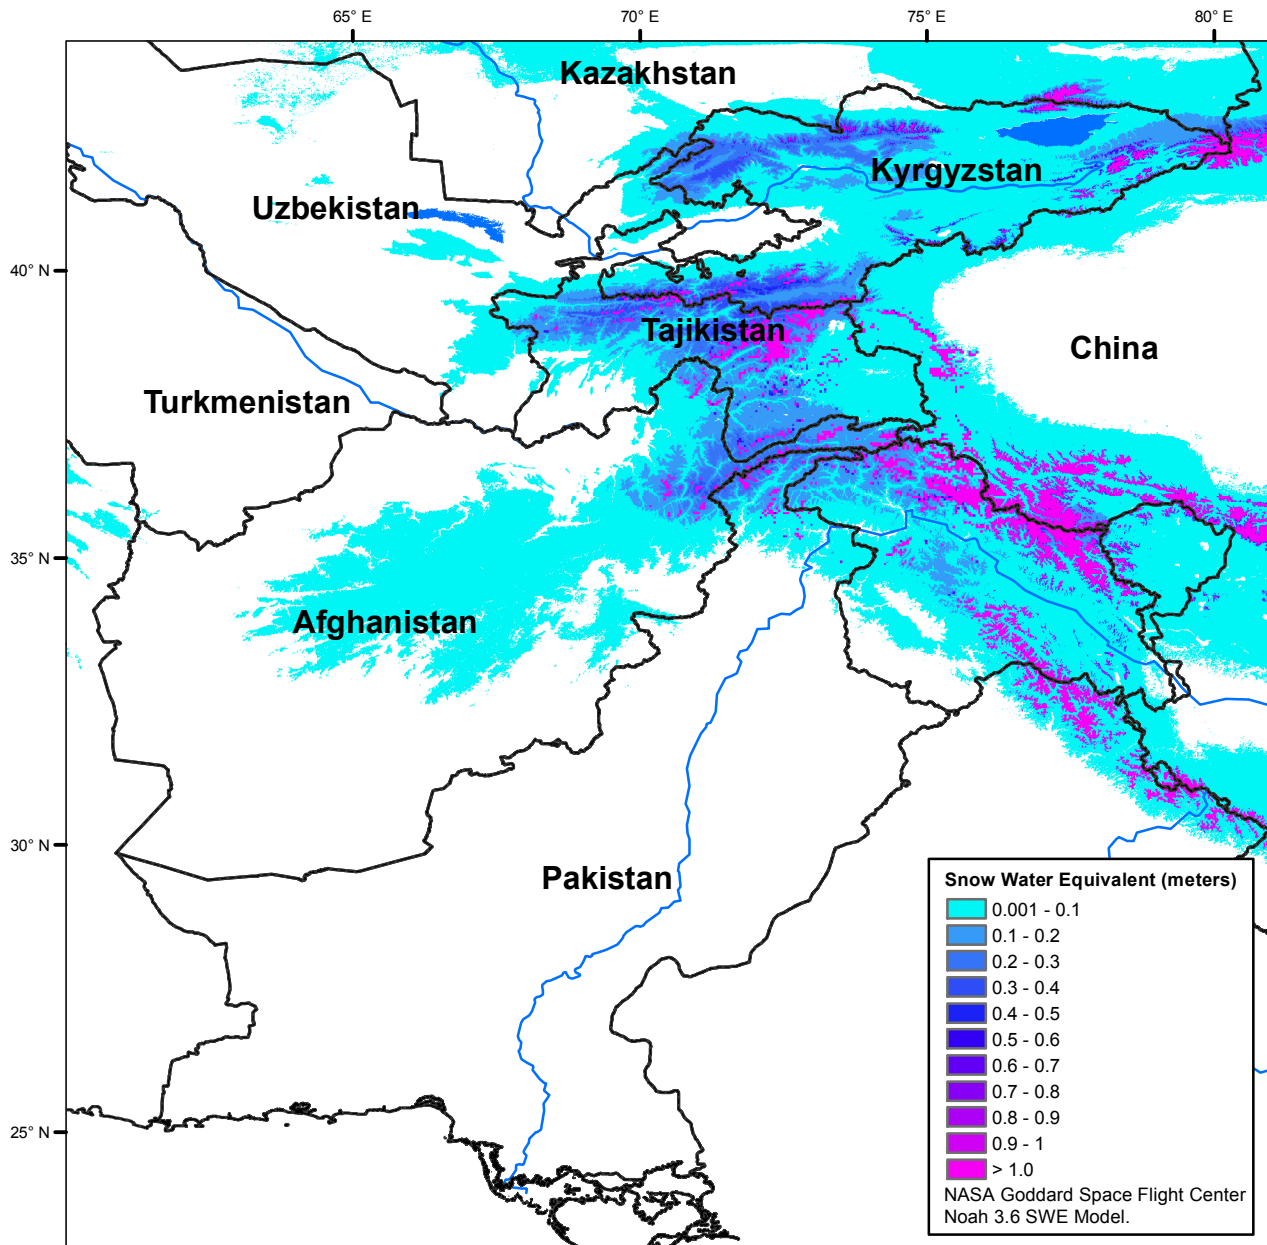 65° E
70° E
75° E
80° E
Kazakhstan
Kyrgyzstan
Uzbekistan
40° N
Tajikistan
China
Turkmenistan
35° N
Afghanistan
30° N
Pakistan
25° N
Snow Water Equivalent (meters)
0.001 - 0.1
0.1 - 0.2
0.2 - 0.3
0.3 - 0.4
0.4 - 0.5
0.5 - 0.6
0.6 - 0.7
0.7 - 0.8
0.8 - 0.9
0.9 - 1
> 1.0
NASA Goddard Space Flight Center
Noah 3.6 SWE Model.